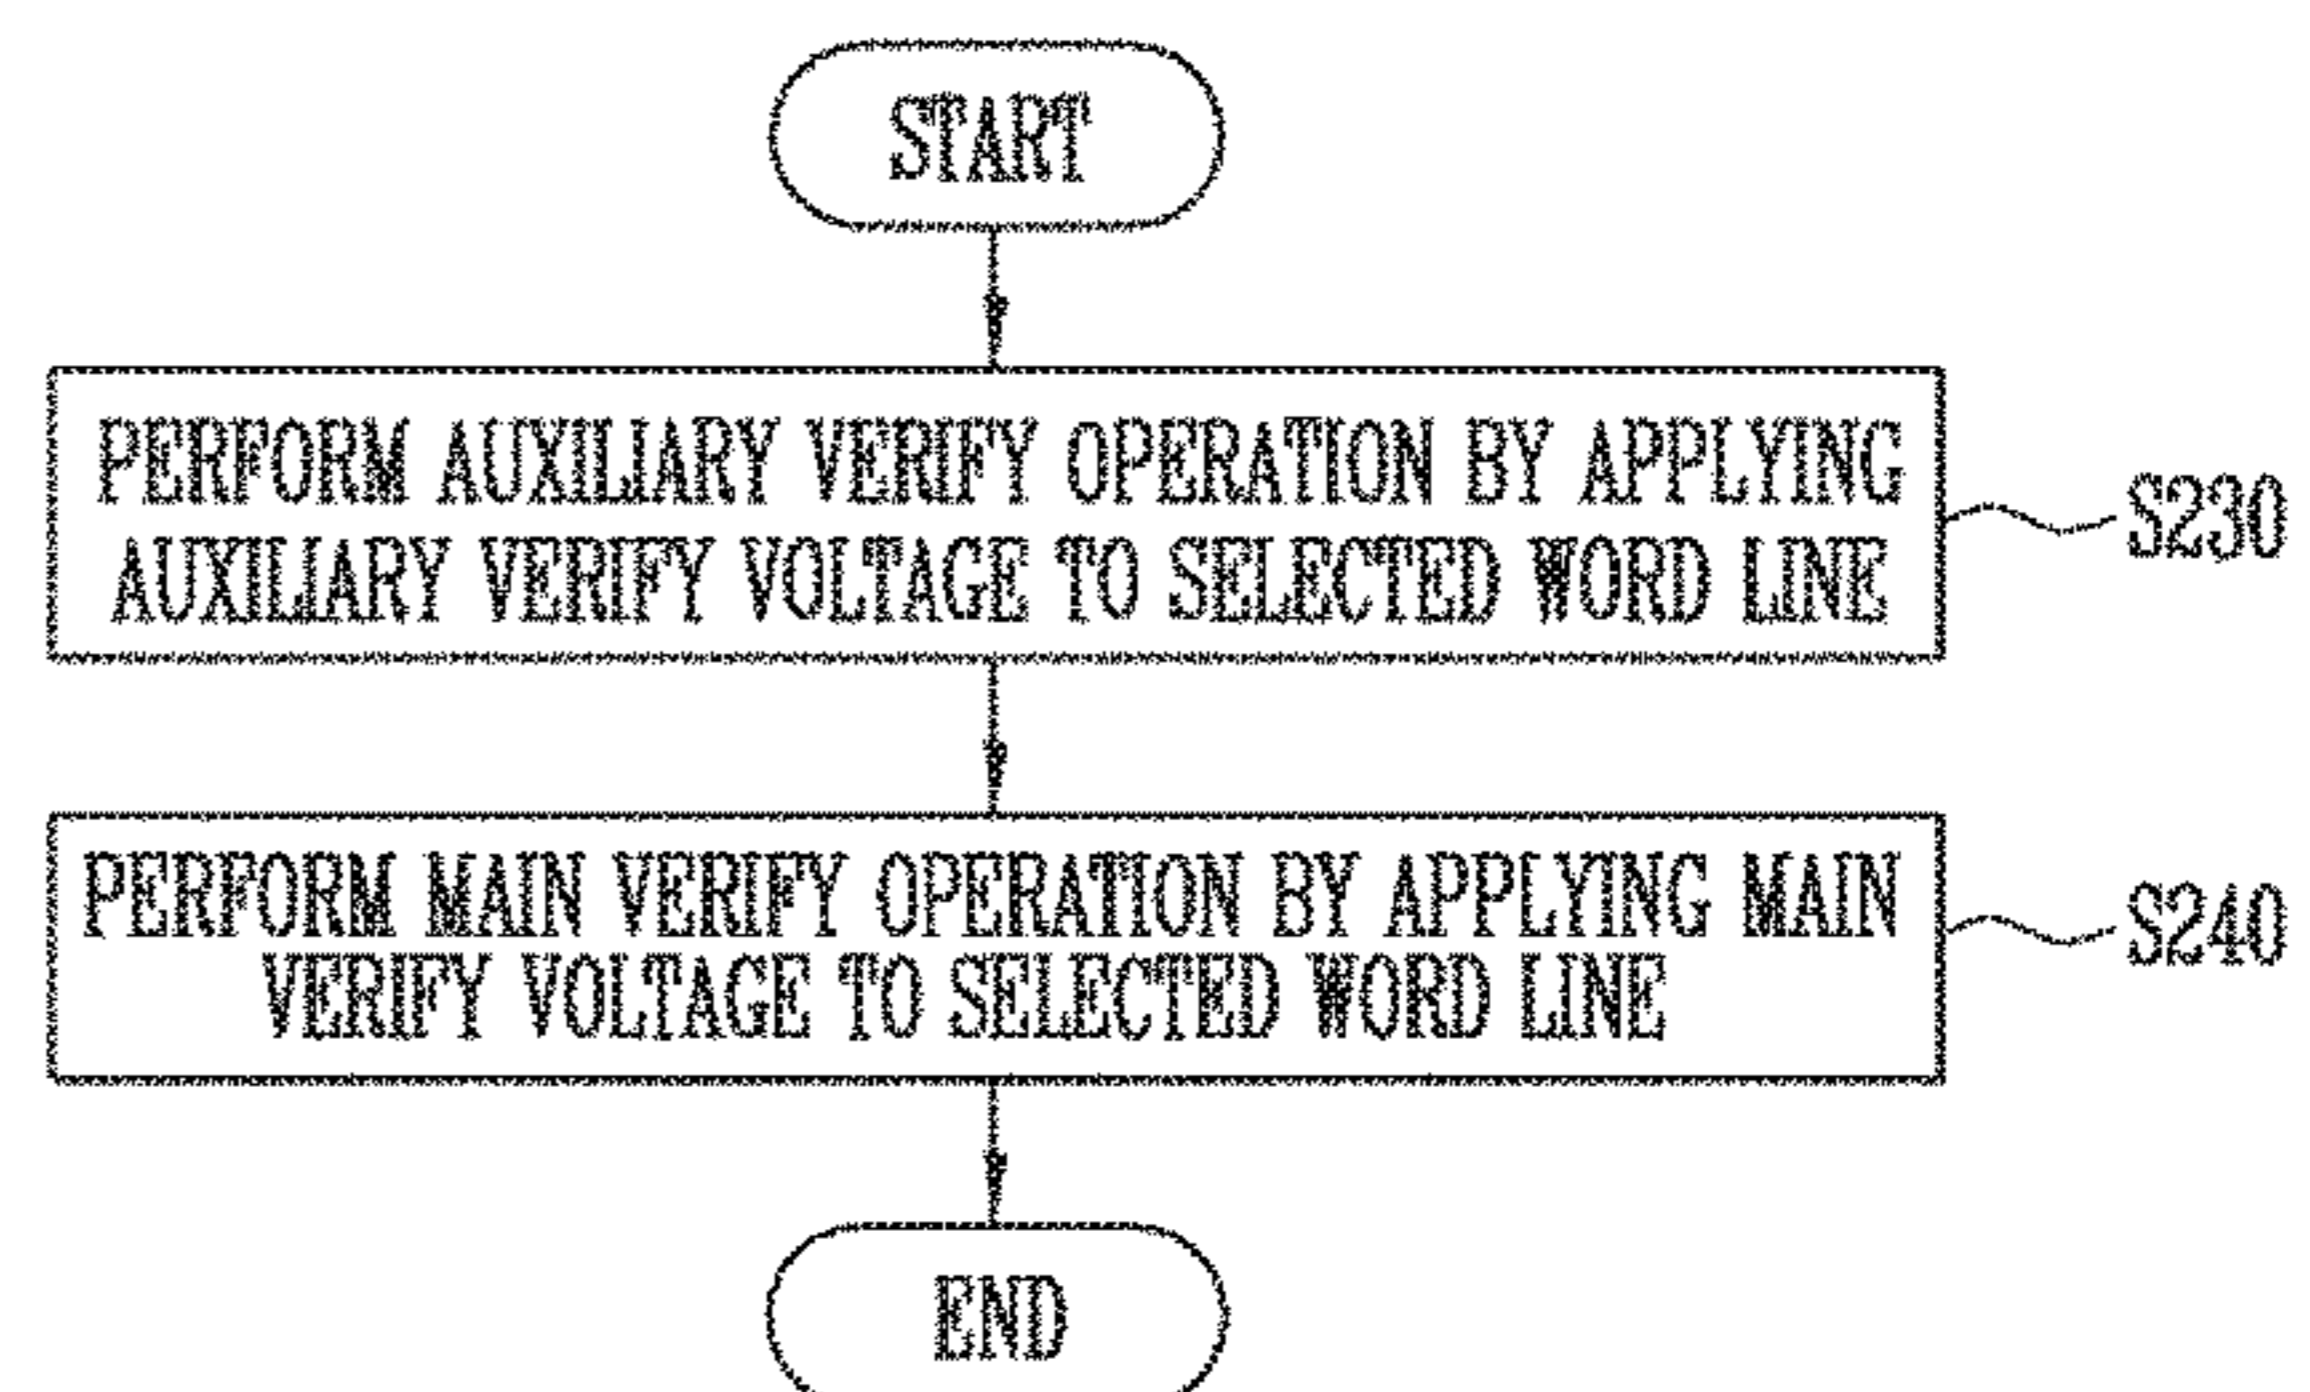 START
PERFORM AUXILIARY VERIFY OPERATION BY APPLYING
AUXILIARY VERIFY VOLTAGE TO SELECTED WORD LINE
S230
PERFORM MAIN VERIFY OPERATION BY APPLYING MAIN
VERIFY VOLTAGE TO SELECTED WORD LINE
S240
END